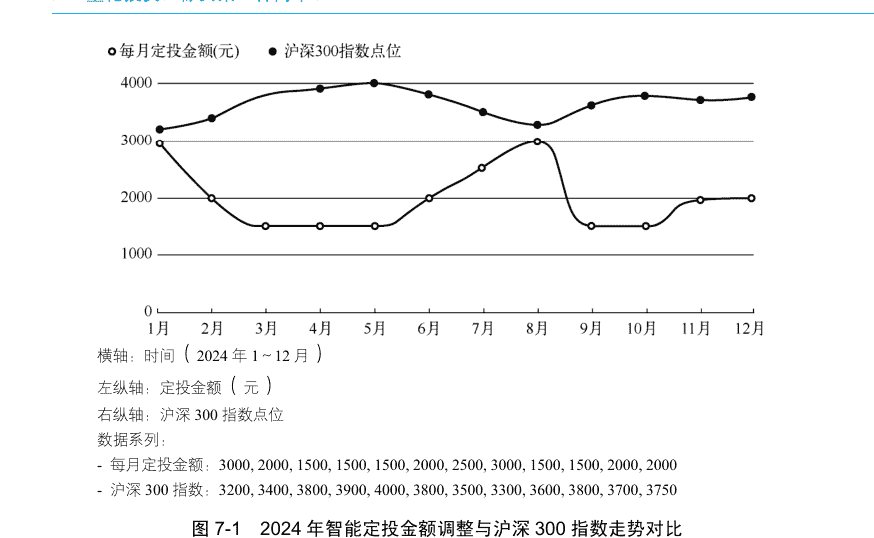 每月定投金额(元) 沪深300指数点位
4000
3000
2000
1000
0
1月 2月 3月 4月 5月 6月 7月 8月 9月 10月 11月 12月
横轴：时间（2024 年 1～12 月）
左纵轴：定投金额（元）
右纵轴：沪深 300 指数点位
数据系列：
- 每月定投金额：3000, 2000, 1500, 1500, 1500, 2000, 2500, 3000, 1500, 1500, 2000, 2000
- 沪深 300 指数：3200, 3400, 3800, 3900, 4000, 3800, 3500, 3300, 3600, 3800, 3700, 3750
图 7-1 2024 年智能定投金额调整与沪深 300 指数走势对比